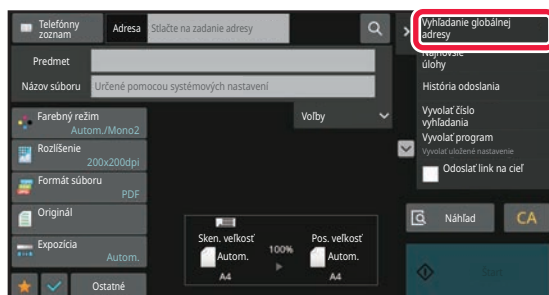 Telefónny
zoznam
Adresa
Stlačte na zadanie adresy
Predmet
Názov súboru
Určené pomocou systémových nastavení
Farebný režim
Autom./Mono2
Rozlíšenie
200x200dpi
Formát súboru
PDF
Originál
Expozícia
Autom.
Ostatné
Voľby
Sken. veľkosť
Autom.
A4
100%
Pos. veľkosť
Autom.
A4
Vyhľadanie globálnej
adresy
Najnovšie
úlohy
História odoslania
Vyvolať číslo
vyhľadania
Vyvolať program
Vyvolať uložené nastavenie
Odoslať link na cieľ
Náhľad
CA